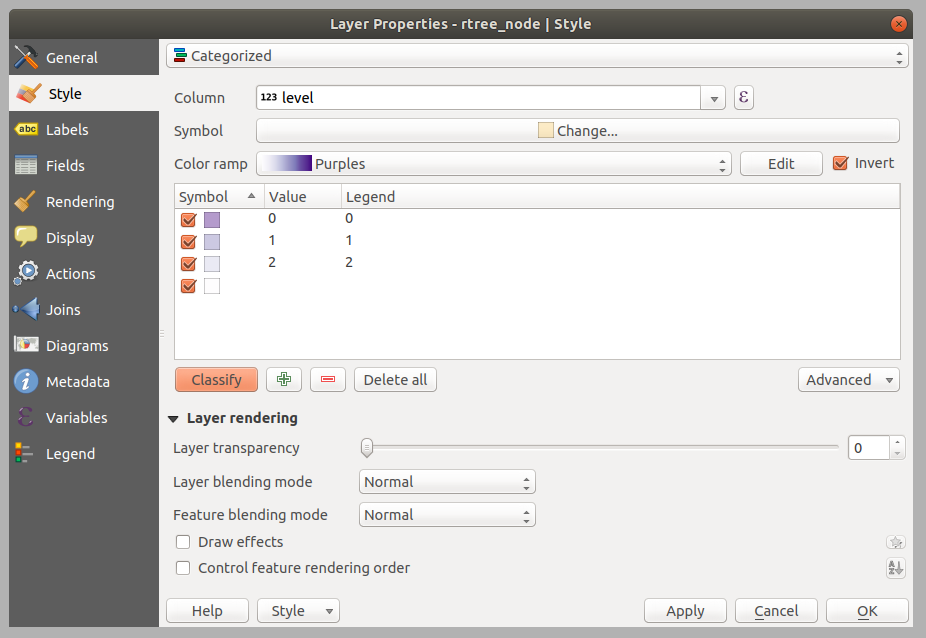 Layer Properties - rtree_node | Style
General
Style
abc Labels
Fields
Rendering
Display
Actions
Joins
Diagrams
Metadata
Variables
Legend
Categorized
Column 123 level ε
Symbol Change...
Color ramp Purples Edit Invert
Symbol Value Legend
0 0
1 1
2 2
Classify Delete all Advanced
Layer rendering
Layer transparency 0
Layer blending mode Normal
Feature blending mode Normal
Draw effects
Control feature rendering order
Help Style Apply Cancel OK